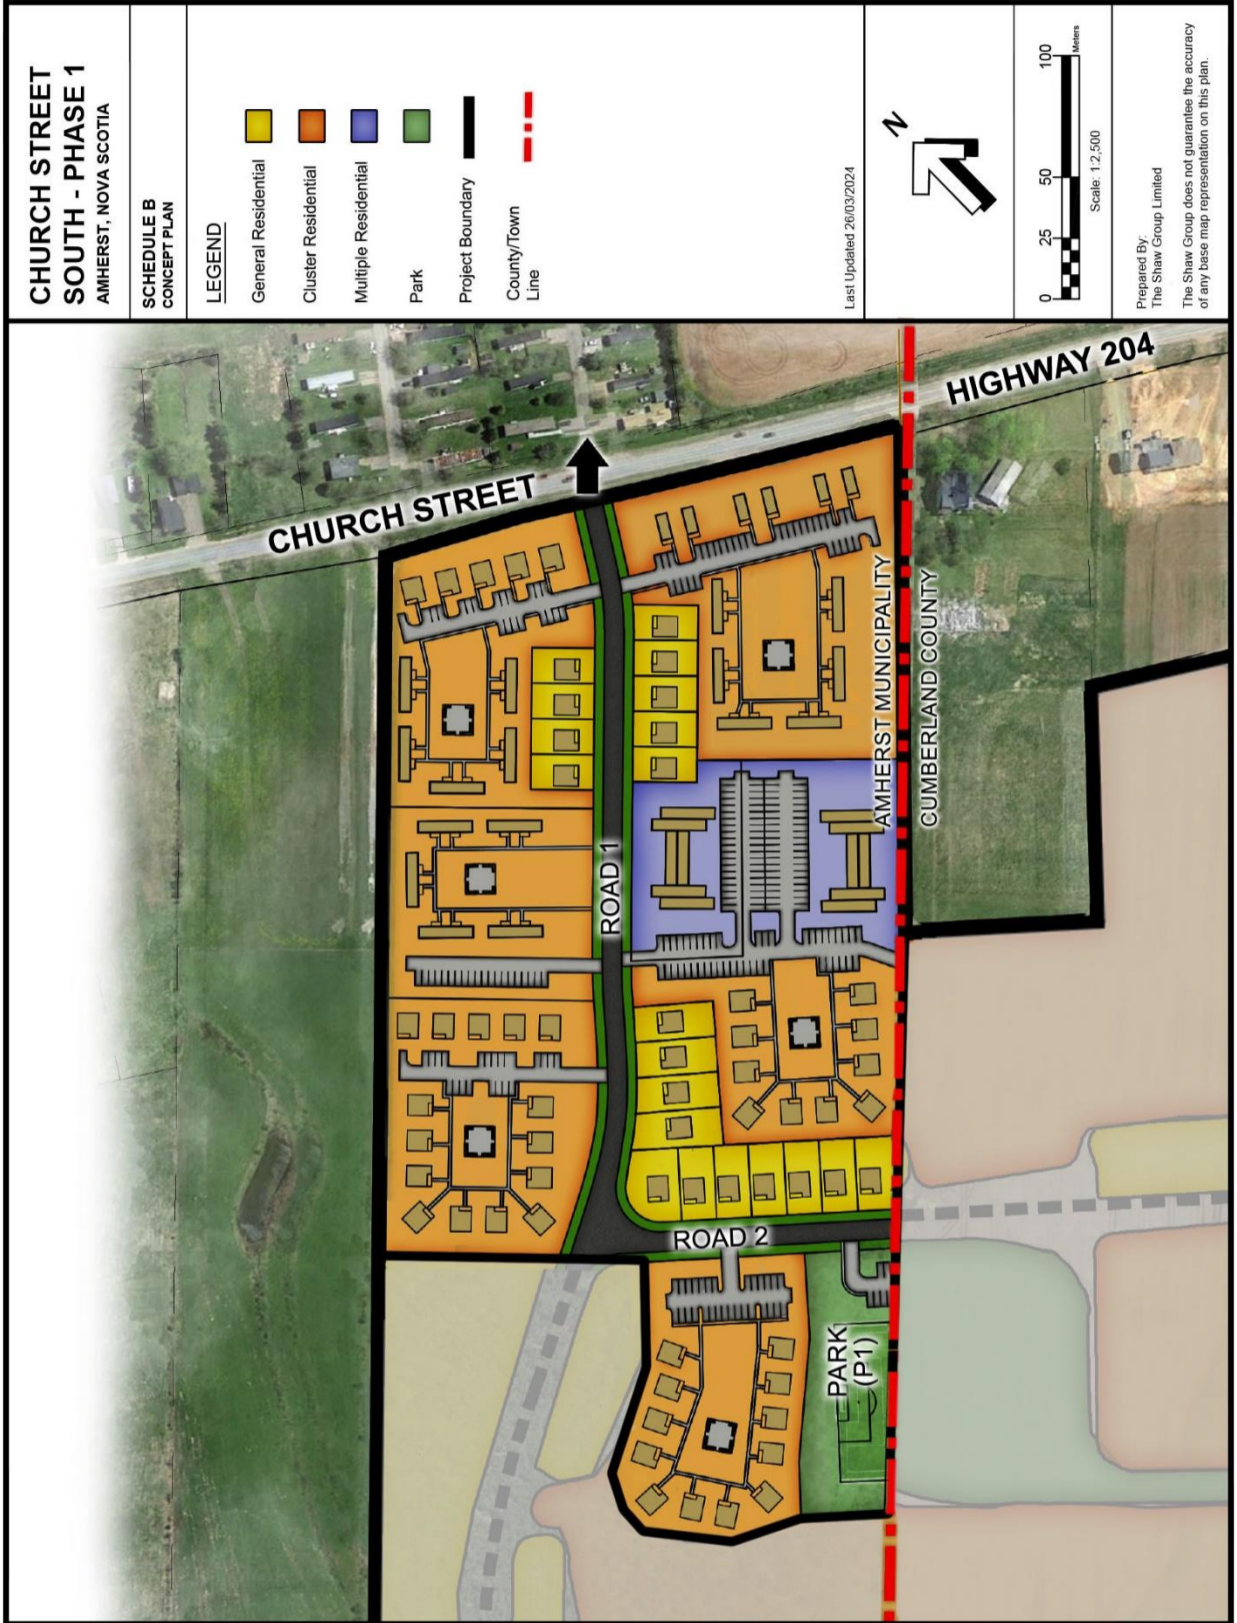 CHURCH STREET
SOUTH - PHASE 1
AMHERST, NOVA SCOTIA
SCHEDULE B
CONCEPT PLAN
LEGEND
General Residential
Cluster Residential
Multiple Residential
Park
Project Boundary
County/Town
Line
Last Updated 26/03/2024
N
0 25 50 100
Meters
Scale: 1:2,500
Prepared By:
The Shaw Group Limited
The Shaw Group does not guarantee the accuracy
of any base map representation on this plan.
CHURCH STREET
HIGHWAY 204
ROAD 1
AMHERST MUNICIPALITY
CUMBERLAND COUNTY
ROAD 2
PARK
(P1)